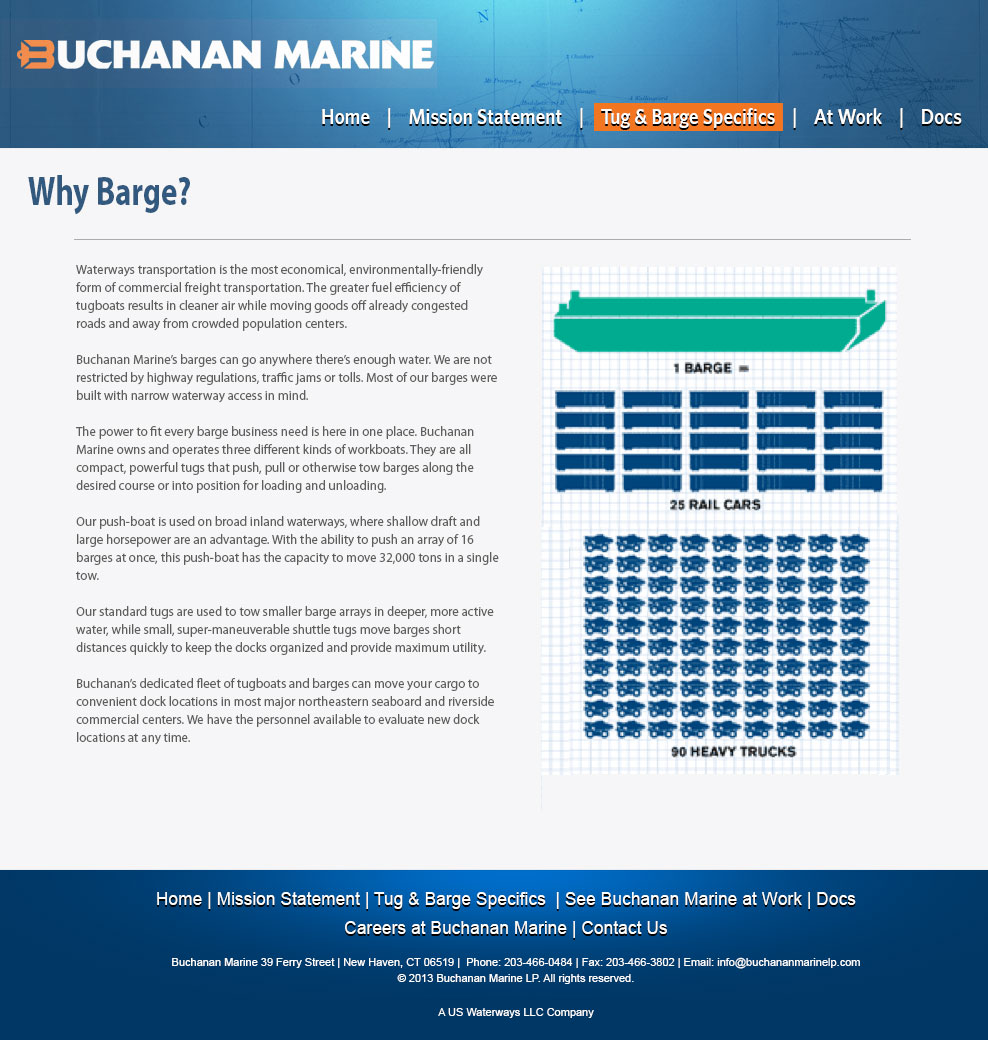 BUCHANAN MARINE
Home | Mission Statement | Tug & Barge Specifics | At Work | Docs
Why Barge?
Waterways transportation is the most economical, environmentally-friendly
form of commercial freight transportation. The greater fuel efficiency of
tugboats results in cleaner air while moving goods off already congested
roads and away from crowded population centers.
Buchanan Marine's barges can go anywhere there's enough water. We are not
restricted by highway regulations, traffic jams or tolls. Most of our barges were
built with narrow waterway access in mind.
The power to fit every barge business need is here in one place. Buchanan
Marine owns and operates three different kinds of workboats. They are all
compact, powerful tugs that push, pull or otherwise tow barges along the
desired course or into position for loading and unloading.
Our push-boat is used on broad inland waterways, where shallow draft and
large horsepower are an advantage. With the ability to push an array of 16
barges at once, this push-boat has the capacity to move 32,000 tons in a single
tow.
Our standard tugs are used to tow smaller barge arrays in deeper, more active
water, while small, super-maneuverable shuttle tugs move barges short
distances quickly to keep the docks organized and provide maximum utility.
Buchanan's dedicated fleet of tugboats and barges can move your cargo to
convenient dock locations in most major northeastern seaboard and riverside
commercial centers. We have the personnel available to evaluate new dock
locations at any time.
1 BARGE =
25 RAIL CARS
90 HEAVY TRUCKS
Home | Mission Statement | Tug & Barge Specifics | See Buchanan Marine at Work | Docs
Careers at Buchanan Marine | Contact Us
Buchanan Marine 39 Ferry Street | New Haven, CT 06519 | Phone: 203-466-0484 | Fax: 203-466-3802 | Email: info@buchananmarinelp.com
© 2013 Buchanan Marine LP. All rights reserved.
A US Waterways LLC Company